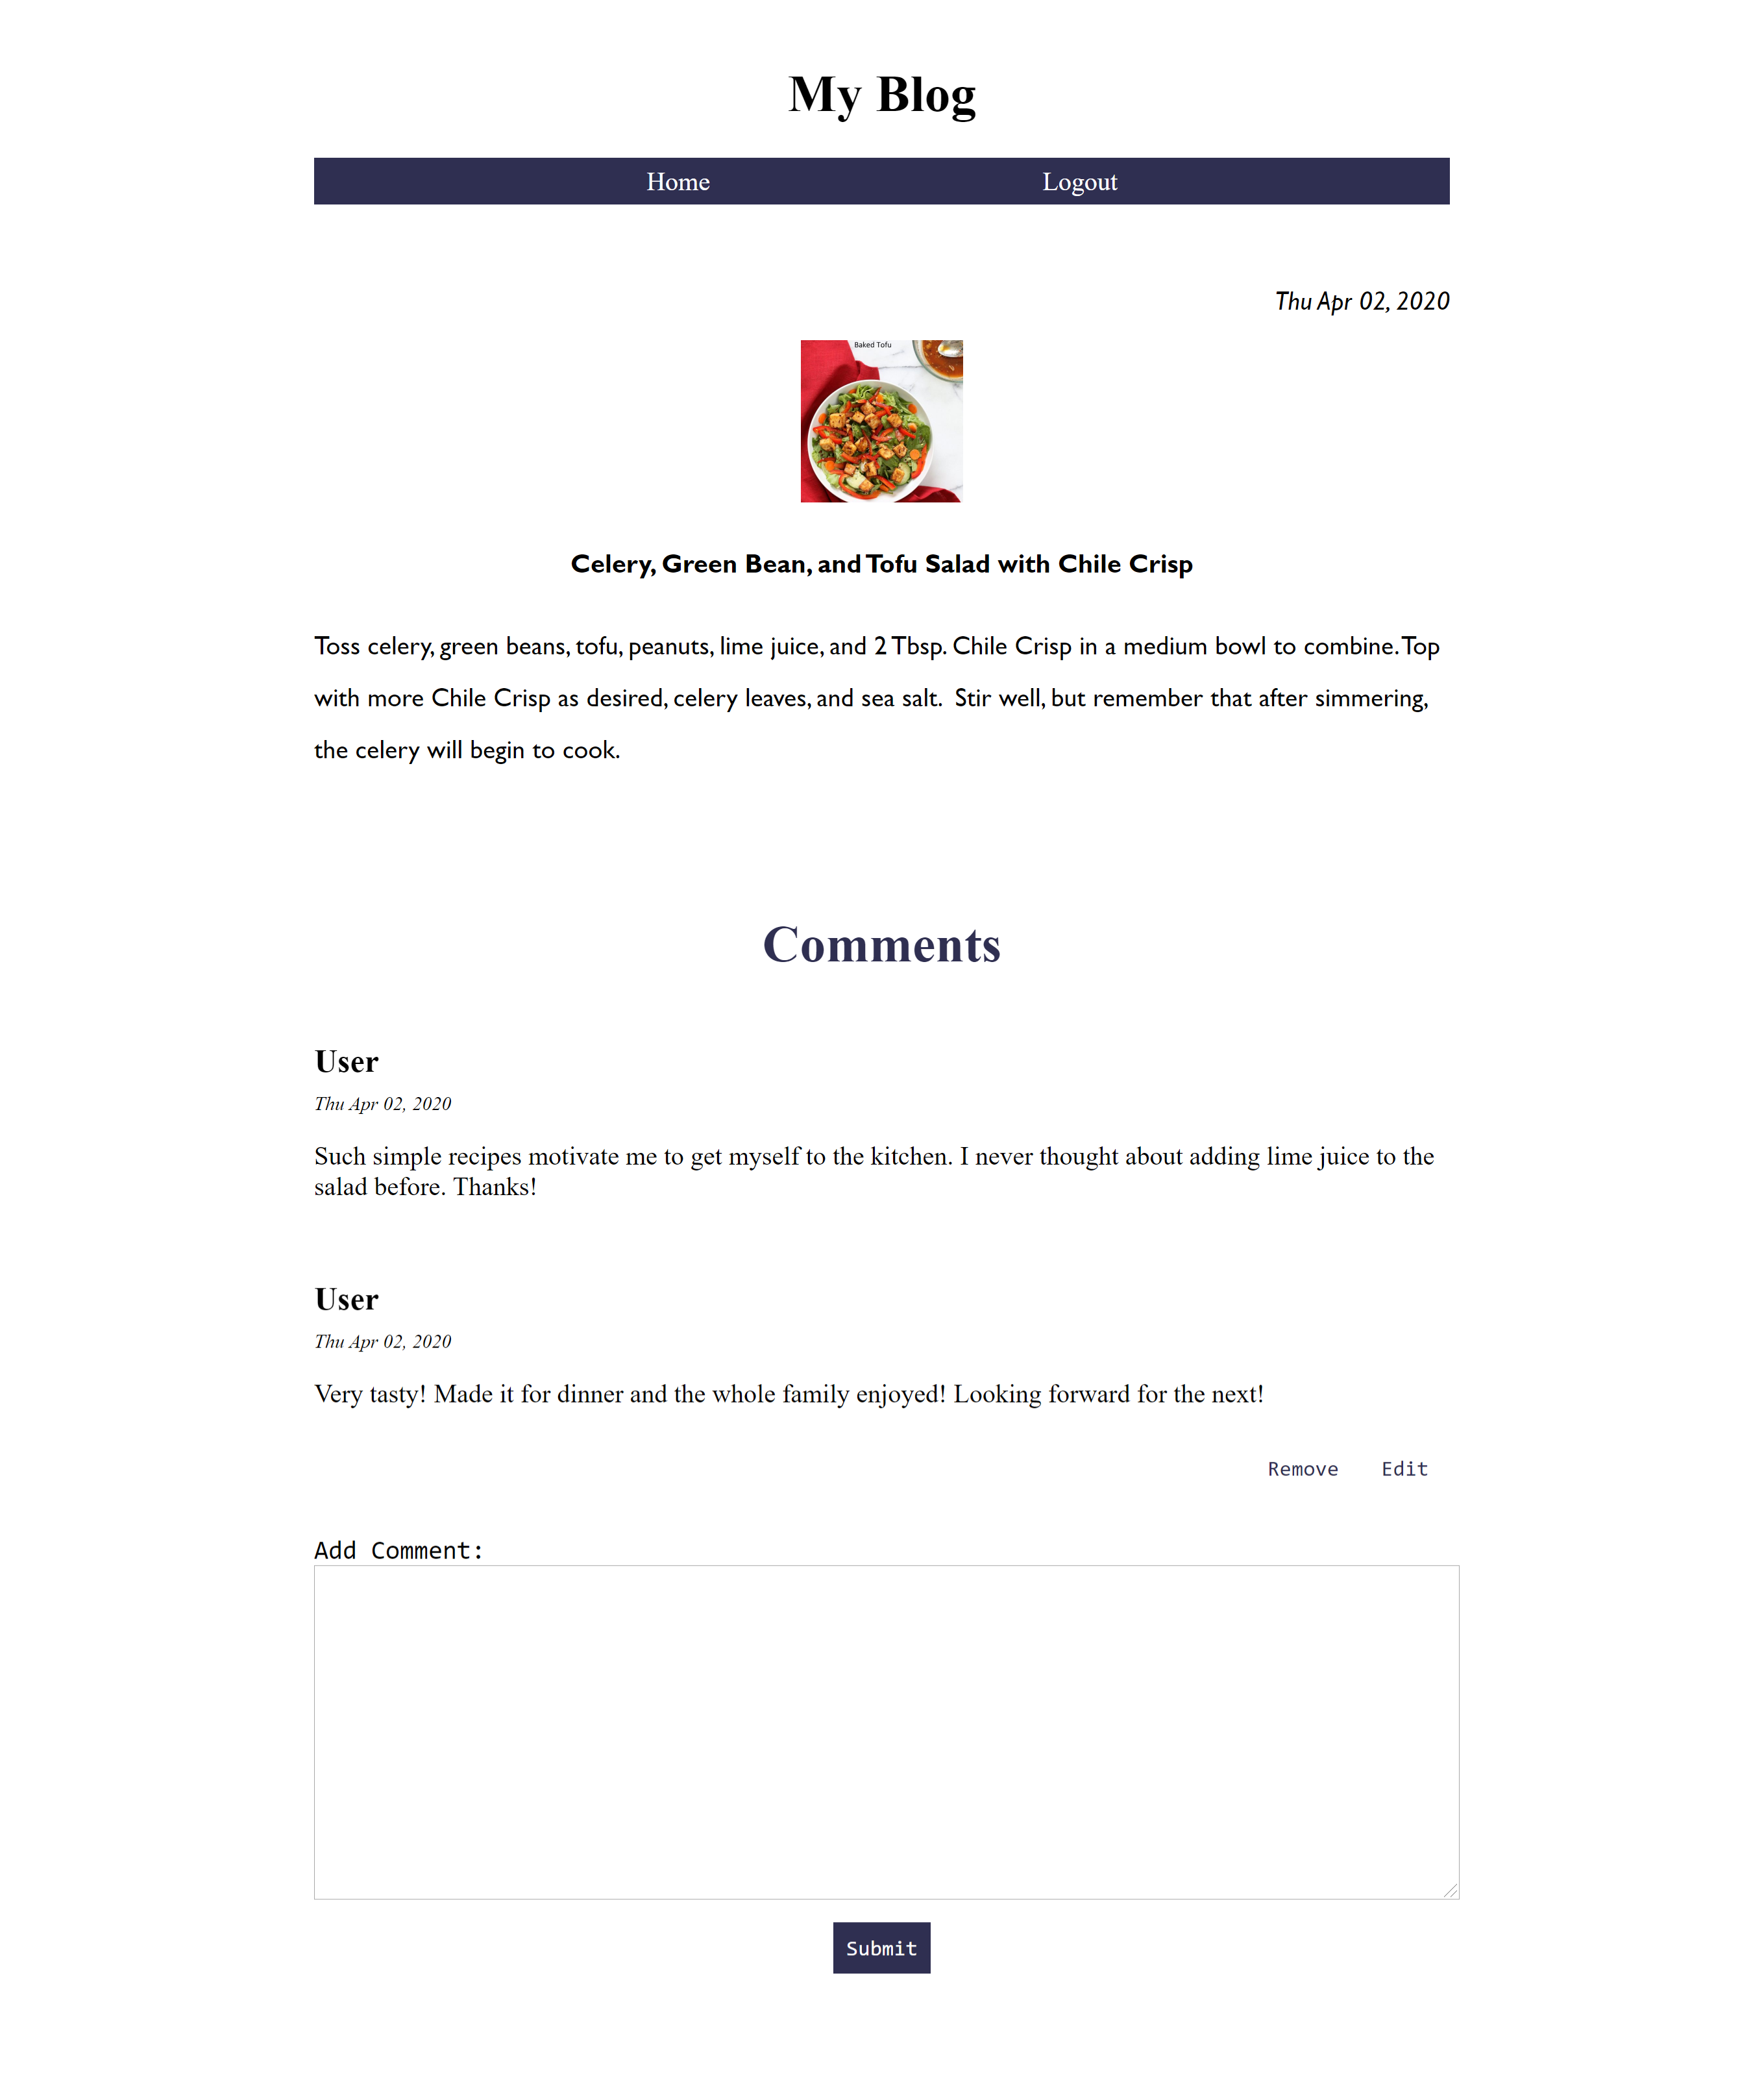 My Blog
Home Logout
Thu Apr 02, 2020
Baked Tofu
Celery, Green Bean, and Tofu Salad with Chile Crisp
Toss celery, green beans, tofu, peanuts, lime juice, and 2 Tbsp. Chile Crisp in a medium bowl to combine. Top
with more Chile Crisp as desired, celery leaves, and sea salt.  Stir well, but remember that after simmering,
the celery will begin to cook.
Comments
User
Thu Apr 02, 2020
Such simple recipes motivate me to get myself to the kitchen. I never thought about adding lime juice to the
salad before. Thanks!
User
Thu Apr 02, 2020
Very tasty! Made it for dinner and the whole family enjoyed! Looking forward for the next!
Remove Edit
Add Comment:
Submit